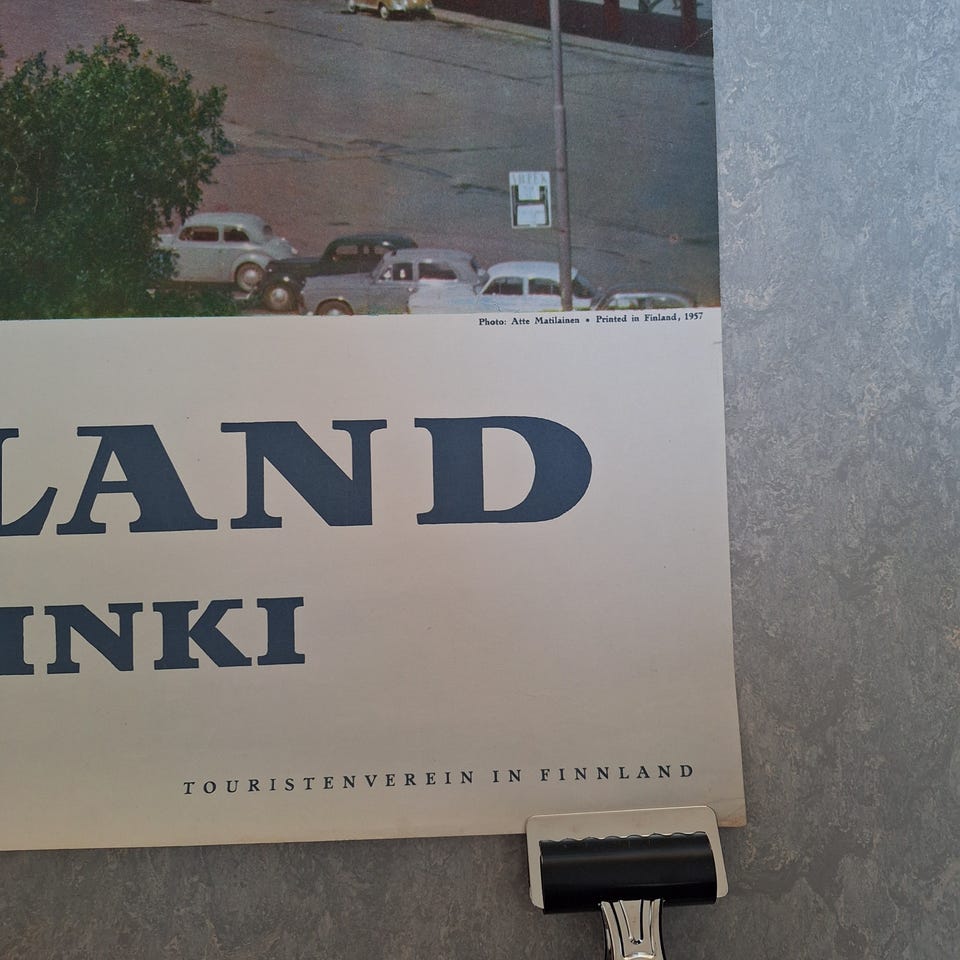 Photo: Atte Matilainen • Printed in Finland, 1957
LAND
INKI
TOURISTENVEREIN IN FINNLAND